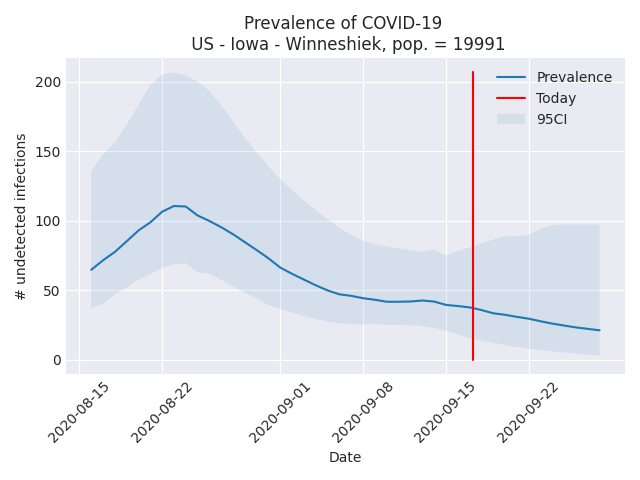 Prevalence of COVID-19
US - Iowa - Winneshiek, pop. = 19991
Prevalence
Today
95CI
# undetected infections
200
150
100
50
0
2020-08-15
2020-08-22
2020-09-01
2020-09-08
2020-09-15
2020-09-22
Date